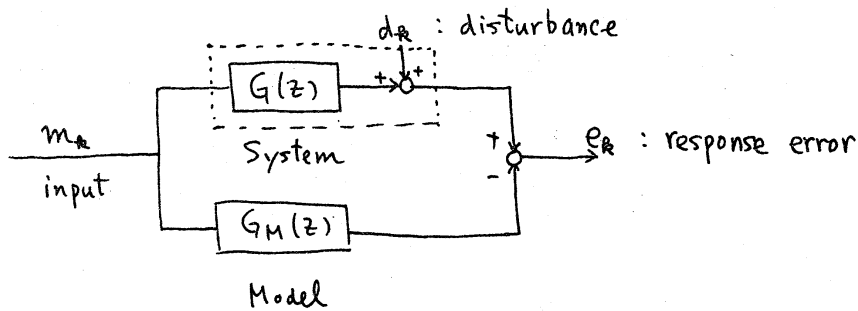 dk : disturbance
+ +
G(z)
mk
System
input
+
ek : response error
-
GM(z)
Model